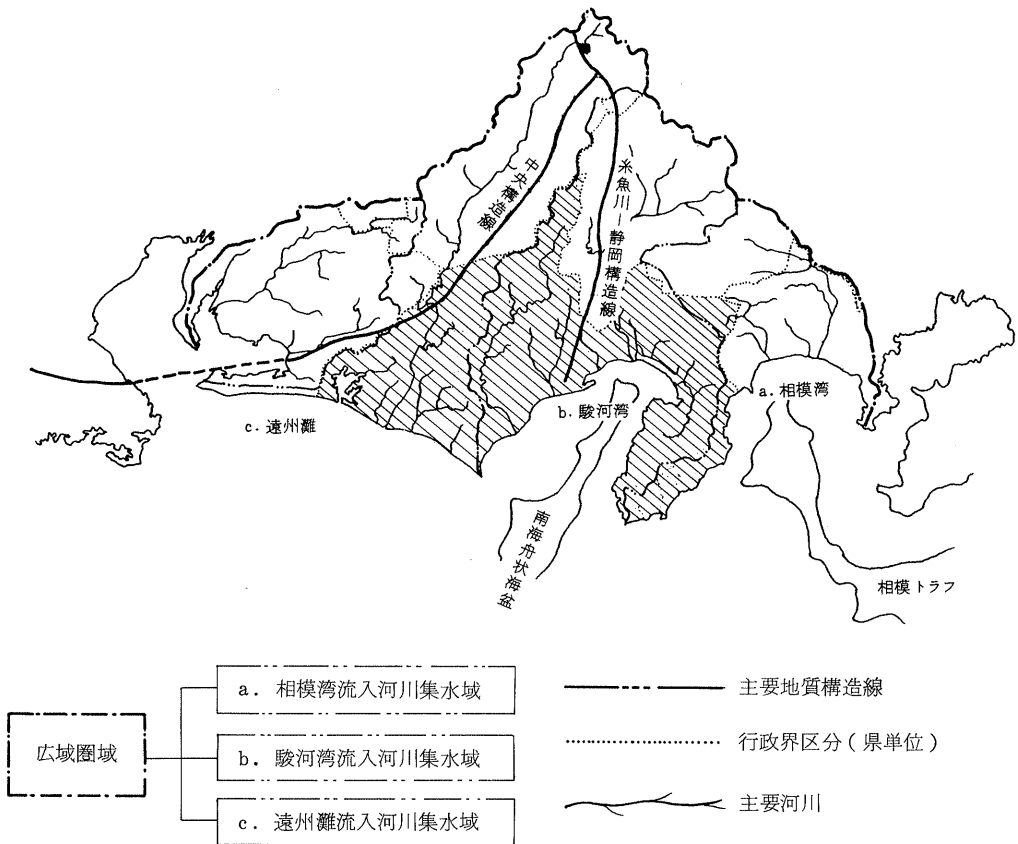 中央構造線
糸魚川－静岡構造線
a. 相模湾
b. 駿河湾
c. 遠州灘
南海舟状海盆
相模トラフ
広域圏域
a. 相模湾流入河川集水域
b. 駿河湾流入河川集水域
c. 遠州灘流入河川集水域
主要地質構造線
行政界区分（県単位）
主要河川